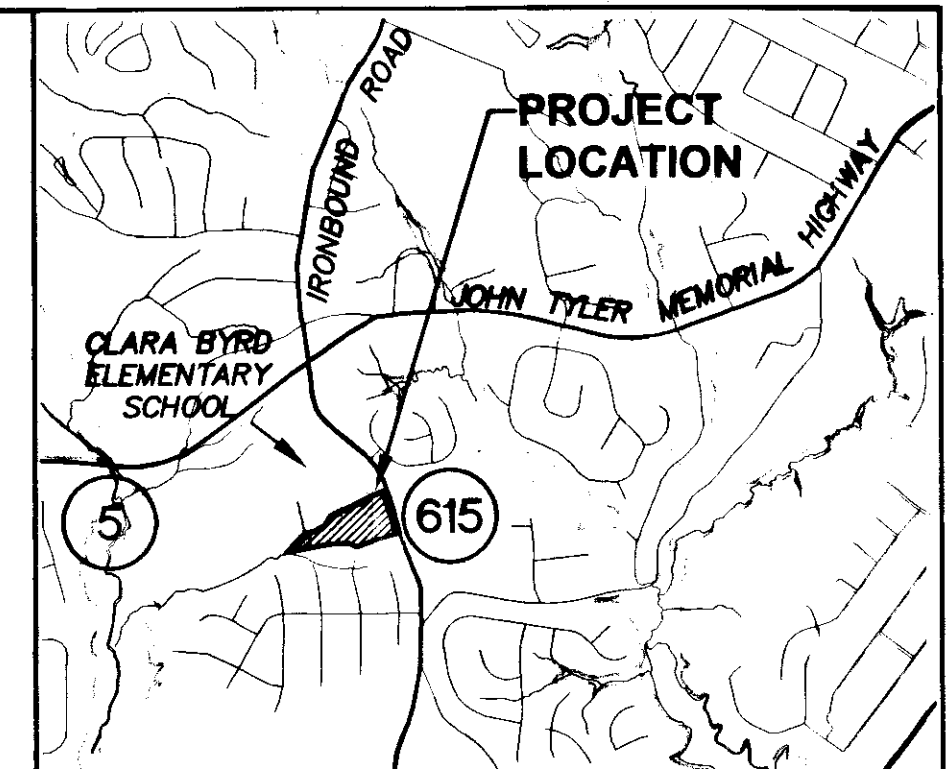 PROJECT
LOCATION
IRONBOUND ROAD
JOHN TYLER MEMORIAL HIGHWAY
CLARA BYRD
ELEMENTARY
SCHOOL
5
615